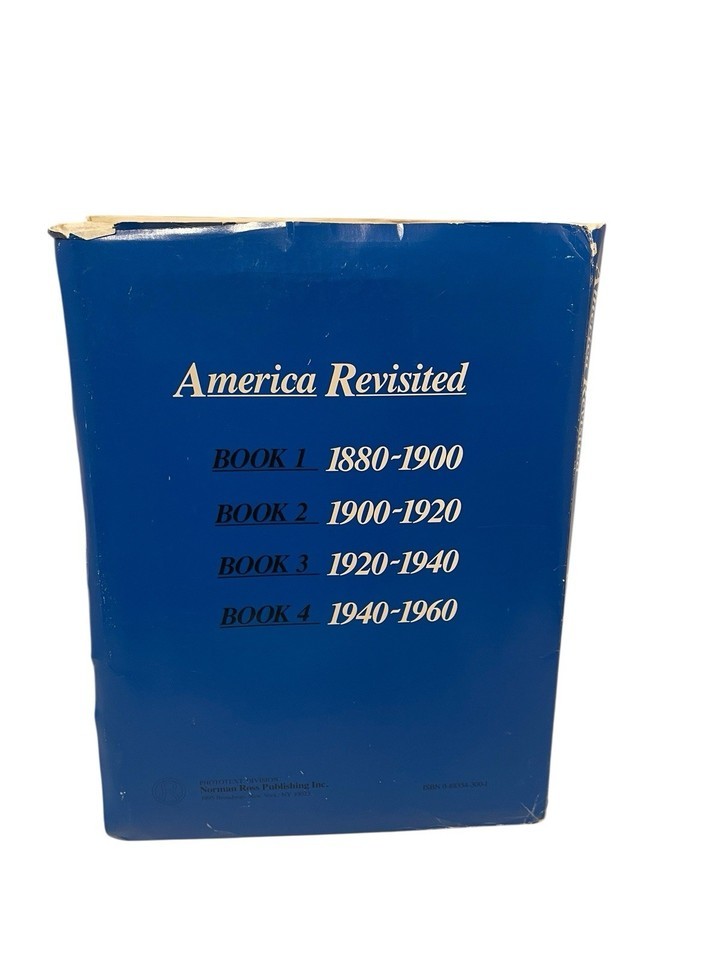 America Revisited
BOOK 1 1880-1900
BOOK 2 1900-1920
BOOK 3 1920-1940
BOOK 4 1940-1960
Norman Ross Publishing Inc.
ISBN